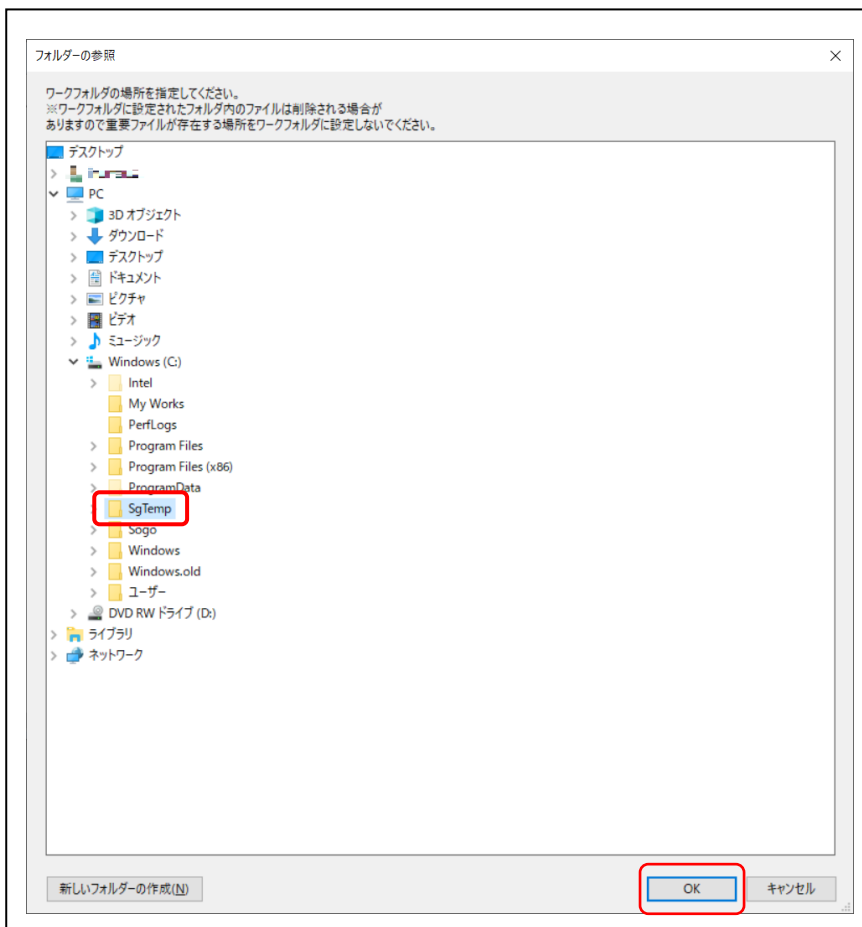 フォルダーの参照
ワークフォルダの場所を指定してください。
※ワークフォルダに設定されたフォルダ内のファイルは削除される場合が
ありますので重要ファイルが存在する場所をワークフォルダに設定しないでください。
デスクトップ
PC
3D オブジェクト
ダウンロード
デスクトップ
ドキュメント
ピクチャ
ビデオ
ミュージック
Windows (C:)
Intel
My Works
PerfLogs
Program Files
Program Files (x86)
ProgramData
SgTemp
Sogo
Windows
Windows.old
ユーザー
DVD RW ドライブ (D:)
ライブラリ
ネットワーク
新しいフォルダーの作成(N) OK キャンセル